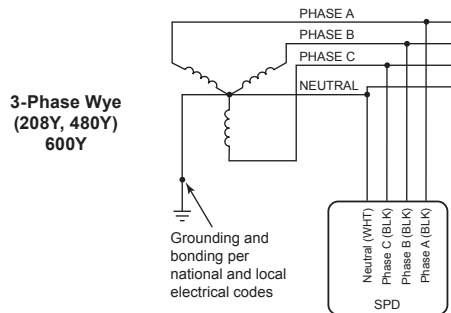 PHASE A
PHASE B
PHASE C
NEUTRAL
3-Phase Wye
(208Y, 480Y)
600Y
Grounding and
bonding per
national and local
electrical codes
Neutral (WHT)
Phase C (BLK)
Phase B (BLK)
Phase A (BLK)
SPD